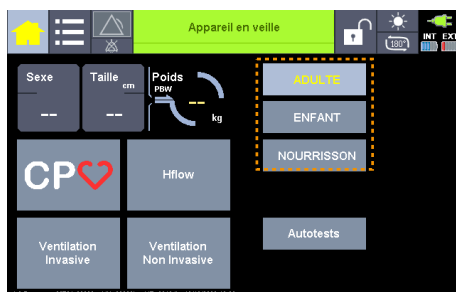 Appareil en veille
180°
INT EXT
Sexe
--
Taille
cm
--
Poids
PBW
--
kg
ADULTE
ENFANT
NOURRISSON
CP
Hflow
Ventilation
Invasive
Ventilation
Non Invasive
Autotests